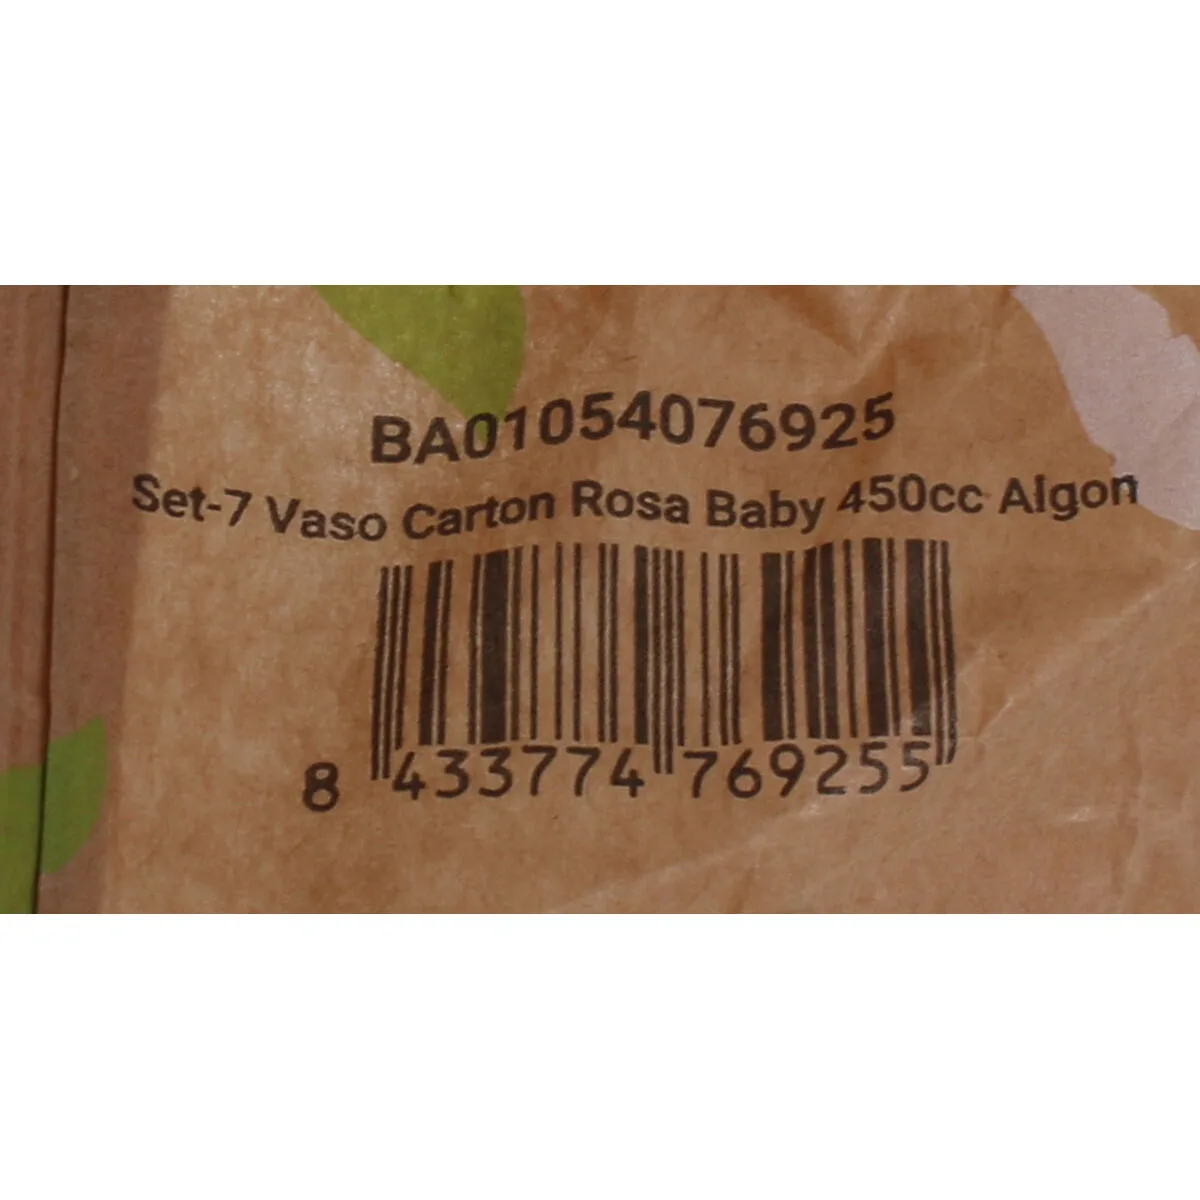 BA01054076925
Set-7 Vaso Carton Rosa Baby 450cc Algon
8 433774 769255